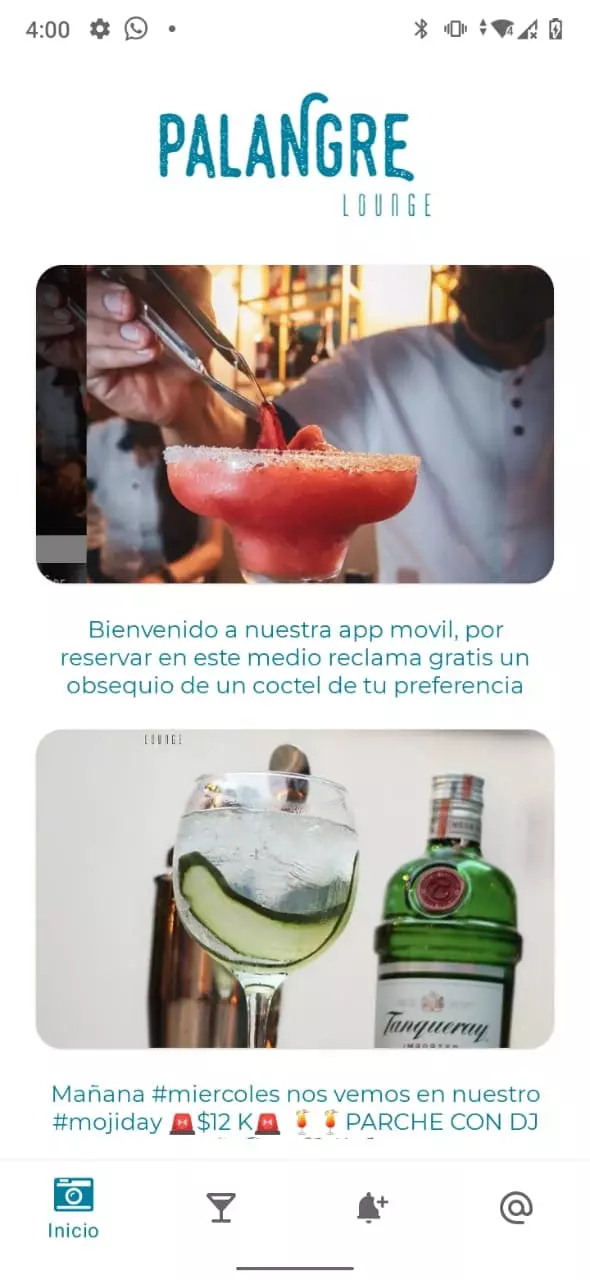 4:00
PALANGRE
LOUNGE
Bienvenido a nuestra app movil, por
reservar en este medio reclama gratis un
obsequio de un coctel de tu preferencia
LOUNGE
Tanqueray
IMPORTED
Mañana #miercoles nos vemos en nuestro
#mojiday 🚨$12 K🚨 🍹🍹PARCHE CON DJ
Inicio